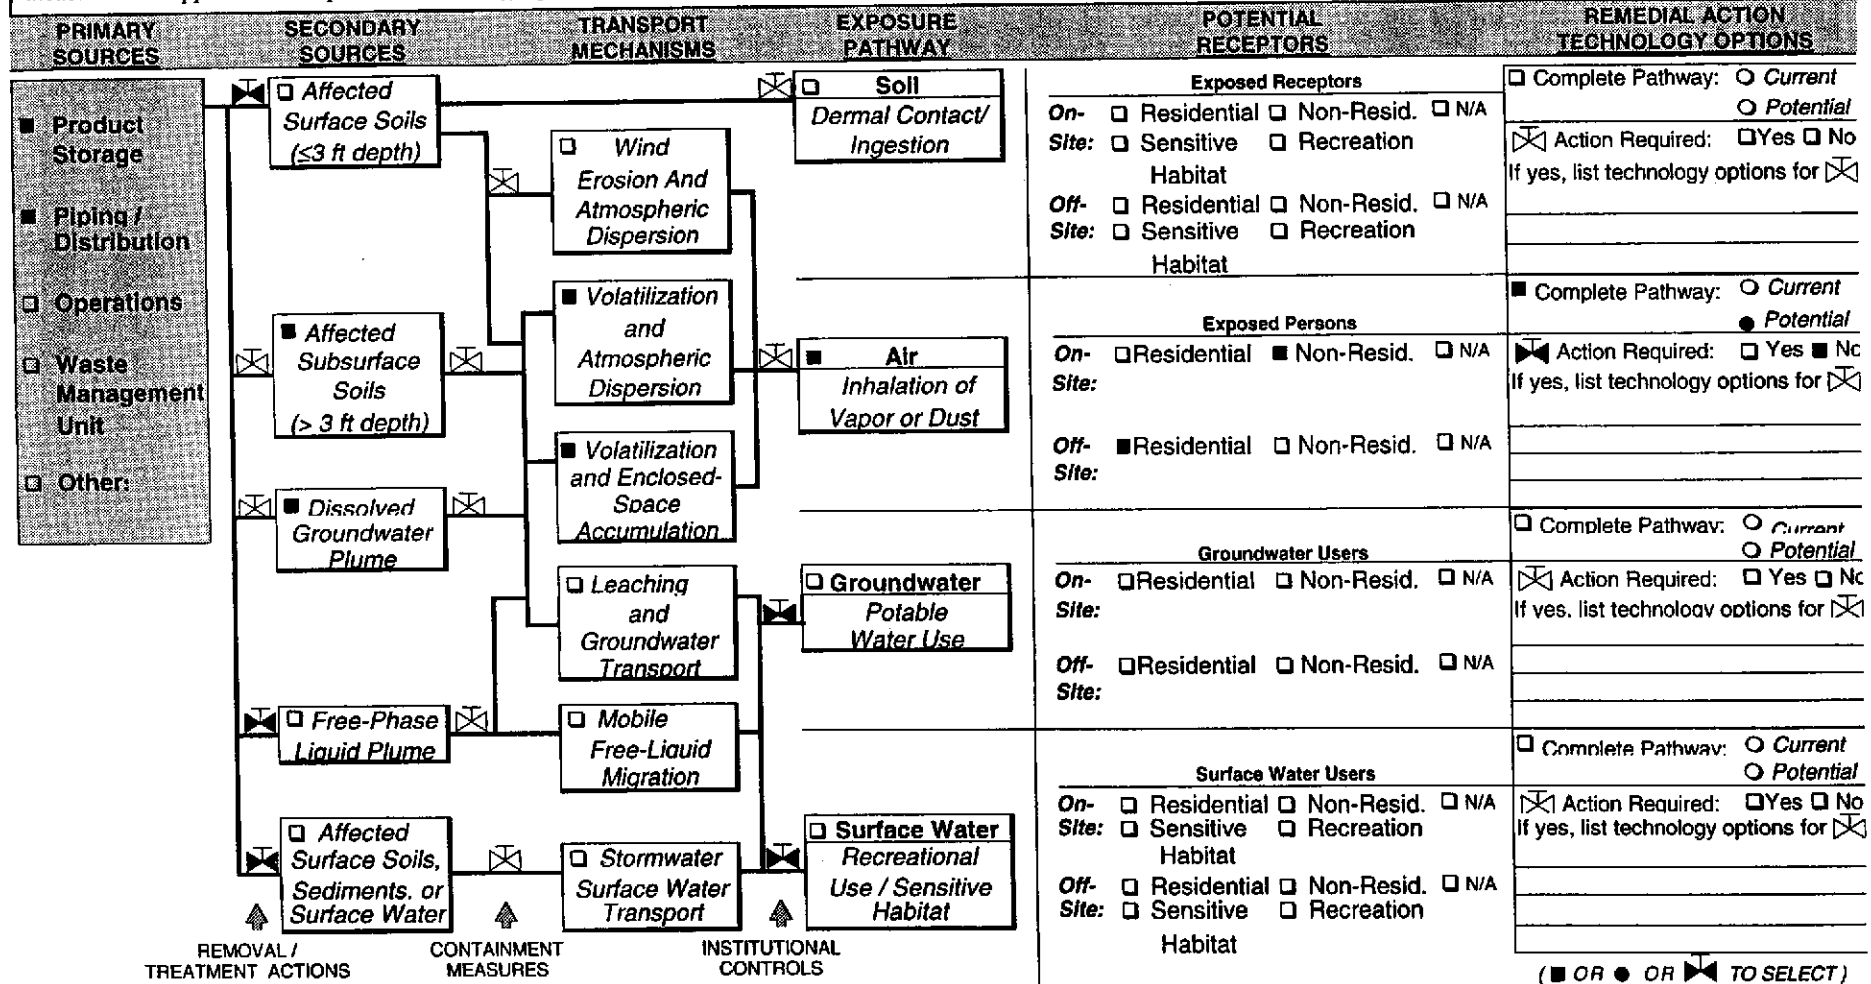 PRIMARY
SOURCES
SECONDARY
SOURCES
TRANSPORT
MECHANISMS
EXPOSURE
PATHWAY
POTENTIAL
RECEPTORS
REMEDIAL ACTION
TECHNOLOGY OPTIONS
■ Product
Storage
■ Piping /
Distribution
☐ Operations
☐ Waste
Management
Unit
☐ Other:
☐ Affected
Surface Soils
(≤3 ft depth)
■ Affected
Subsurface
Soils
(> 3 ft depth)
■ Dissolved
Groundwater
Plume
☐ Free-Phase
Liquid Plume
☐ Affected
Surface Soils,
Sediments, or
Surface Water
☐ Wind
Erosion And
Atmospheric
Dispersion
■ Volatilization
and
Atmospheric
Dispersion
■ Volatilization
and Enclosed-
Space
Accumulation
☐ Leaching
and
Groundwater
Transport
☐ Mobile
Free-Liquid
Migration
☐ Stormwater
Surface Water
Transport
☐ Soil
Dermal Contact/
Ingestion
■ Air
Inhalation of
Vapor or Dust
☐ Groundwater
Potable
Water Use
☐ Surface Water
Recreational
Use / Sensitive
Habitat
REMOVAL /
TREATMENT ACTIONS
CONTAINMENT
MEASURES
INSTITUTIONAL
CONTROLS
Exposed Receptors
On- ☐ Residential ☐ Non-Resid. ☐ N/A
Site: ☐ Sensitive ☐ Recreation
Habitat
Off- ☐ Residential ☐ Non-Resid. ☐ N/A
Site: ☐ Sensitive ☐ Recreation
Habitat
☐ Complete Pathway: ○ Current
○ Potential
Action Required: ☐Yes ☐ No
If yes, list technology options for
Exposed Persons
On- ☐Residential ■ Non-Resid. ☐ N/A
Site:
Off- ■Residential ☐ Non-Resid. ☐ N/A
Site:
■ Complete Pathway: ○ Current
● Potential
Action Required: ☐ Yes ■ No
If yes, list technology options for
Groundwater Users
On- ☐Residential ☐ Non-Resid. ☐ N/A
Site:
Off- ☐Residential ☐ Non-Resid. ☐ N/A
Site:
☐ Complete Pathway: ○ Current
○ Potential
Action Required: ☐ Yes ☐ No
If yes, list technology options for
Surface Water Users
On- ☐ Residential ☐ Non-Resid. ☐ N/A
Site: ☐ Sensitive ☐ Recreation
Habitat
Off- ☐ Residential ☐ Non-Resid. ☐ N/A
Site: ☐ Sensitive ☐ Recreation
Habitat
☐ Complete Pathway: ○ Current
○ Potential
Action Required: ☐Yes ☐ No
If yes, list technology options for
(■ OR ● OR TO SELECT)